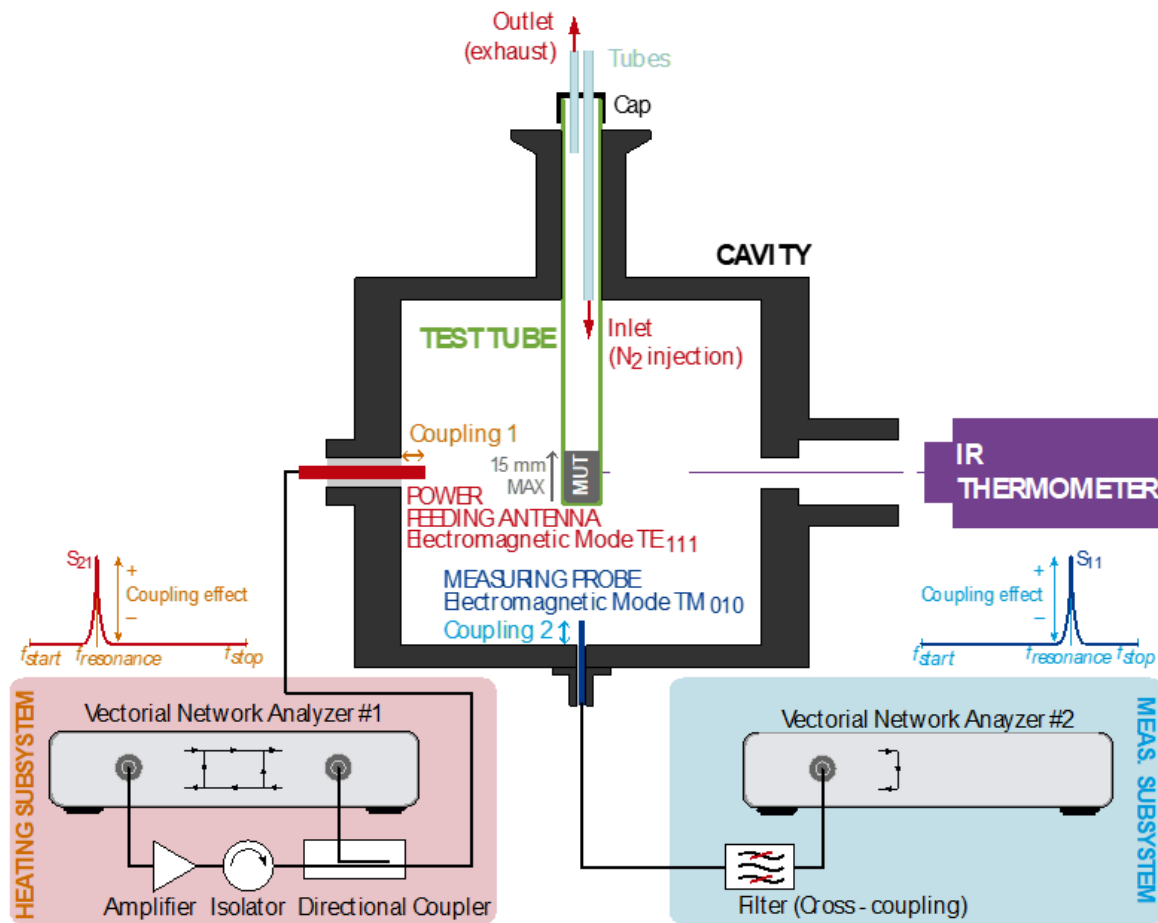 Outlet
(exhaust)
Tubes
Cap
CAVITY
TEST TUBE
Inlet
(N2 injection)
Coupling 1
15 mm
MAX
MUT
IR
THERMOMETER
POWER
FEEDING ANTENNA
Electromagnetic Mode TE111
S21
+
Coupling effect
−
fstart
fresonance
fstop
MEASURING PROBE
Electromagnetic Mode TM010
Coupling 2
S11
+
Coupling effect
−
fstart
fresonance
fstop
HEATING SUBSYSTEM
Vectorial Network Analyzer #1
Amplifier
Isolator
Directional Coupler
Vectorial Network Anayzer #2
Filter (Cross - coupling)
MEAS. SUBSYSTEM